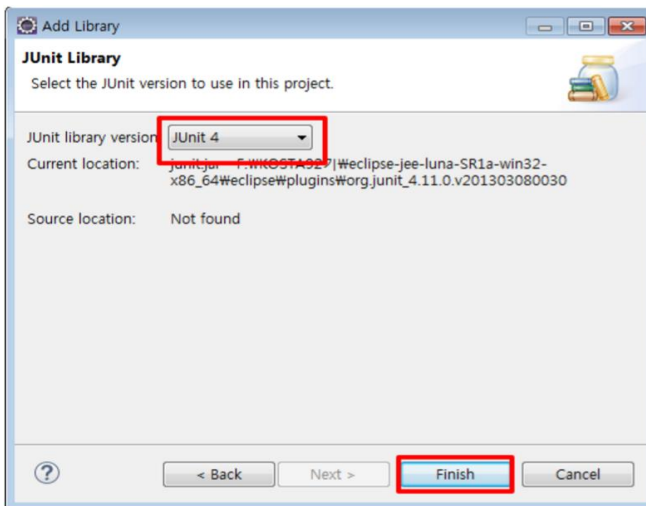 Add Library
JUnit Library
Select the JUnit version to use in this project.
JUnit library version JUnit 4
Current location: junit.jar - F:₩KOSTA927|₩eclipse-jee-luna-SR1a-win32-
x86_64₩eclipse₩plugins₩org.junit_4.11.0.v201303080030
Source location: Not found
< Back Next > Finish Cancel